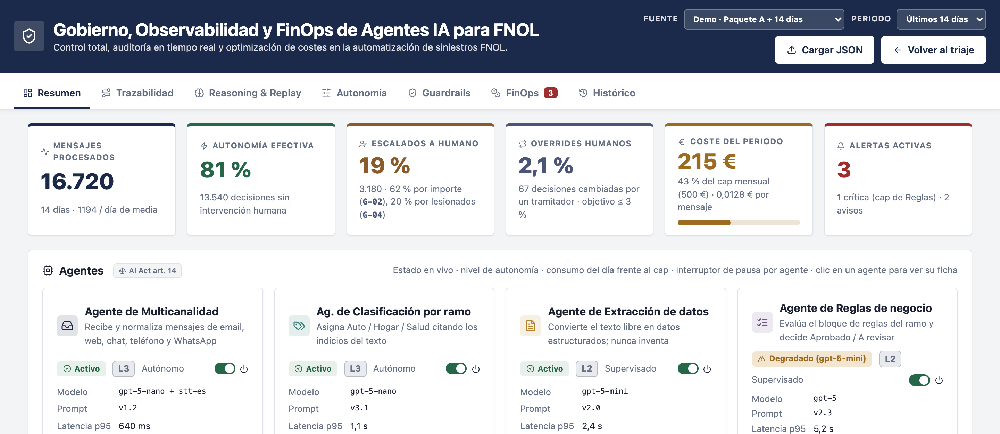 Gobierno, Observabilidad y FinOps de Agentes IA para FNOL
Control total, auditoría en tiempo real y optimización de costes en la automatización de siniestros FNOL.
FUENTE
Demo · Paquete A + 14 días
PERIODO
Últimos 14 días
Cargar JSON
Volver al triaje
Resumen
Trazabilidad
Reasoning & Replay
Autonomía
Guardrails
FinOps 3
Histórico
MENSAJES
PROCESADOS
16.720
14 días · 1194 / día de media
AUTONOMÍA EFECTIVA
81 %
13.540 decisiones sin
intervención humana
ESCALADOS A HUMANO
19 %
3.180 · 62 % por importe
(G-02), 20 % por lesionados
(G-04)
OVERRIDES HUMANOS
2,1 %
67 decisiones cambiadas por
un tramitador · objetivo ≤ 3
%
€ COSTE DEL PERIODO
215 €
43 % del cap mensual
(500 €) · 0,0128 € por
mensaje
ALERTAS ACTIVAS
3
1 crítica (cap de Reglas) · 2
avisos
Agentes
AI Act art. 14
Estado en vivo · nivel de autonomía · consumo del día frente al cap · interruptor de pausa por agente · clic en un agente para ver su ficha
Agente de Multicanalidad
Recibe y normaliza mensajes de email,
web, chat, teléfono y WhatsApp
Activo L3 Autónomo
Modelo gpt-5-nano + stt-es
Prompt v1.2
Latencia p95 640 ms
Ag. de Clasificación por ramo
Asigna Auto / Hogar / Salud citando los
indicios del texto
Activo L3 Autónomo
Modelo gpt-5-nano
Prompt v3.1
Latencia p95 1,1 s
Agente de Extracción de datos
Convierte el texto libre en datos
estructurados; nunca inventa
Activo L2 Supervisado
Modelo gpt-5-mini
Prompt v2.0
Latencia p95 2,4 s
Agente de Reglas de negocio
Evalúa el bloque de reglas del ramo y
decide Aprobado / A revisar
Degradado (gpt-5-mini) L2
Supervisado
Modelo gpt-5
Prompt v2.3
Latencia p95 5,2 s